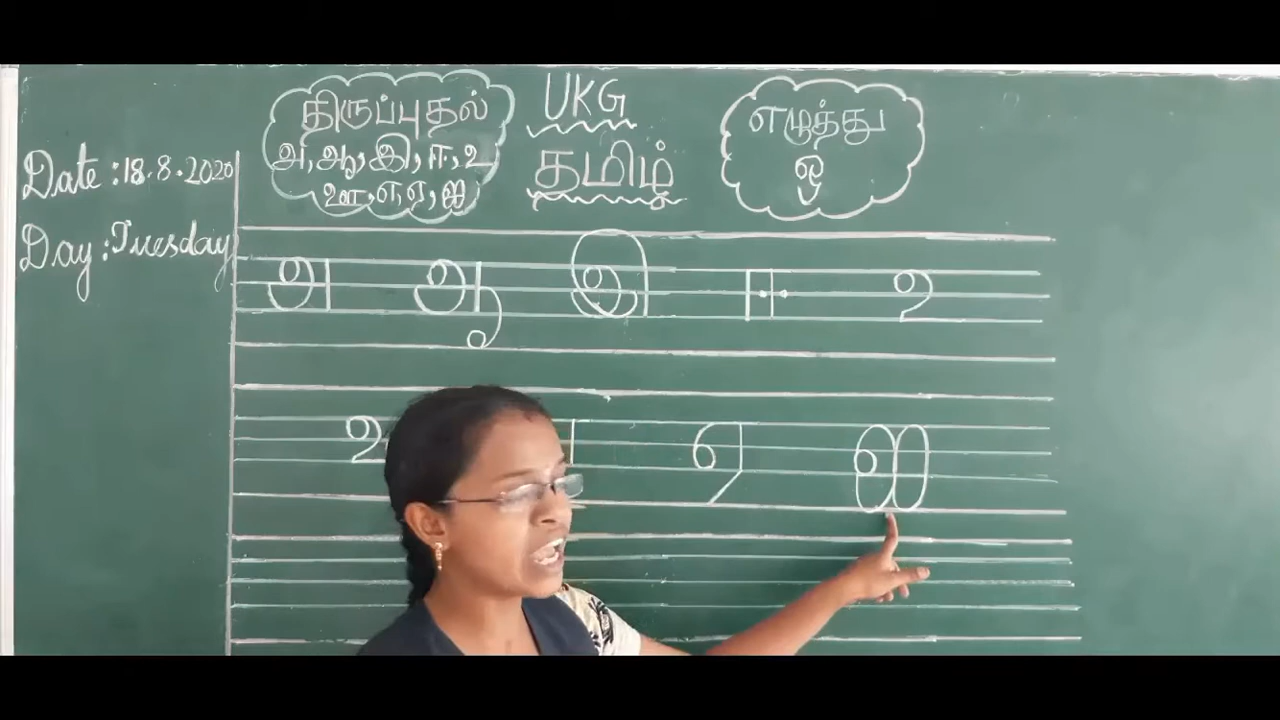 Date : 18.8.2020
Day : Tuesday
திருப்புதல்
அ, ஆ, இ, ஈ, உ
ஊ, எ, ஏ, ஐ
UKG
தமிழ்
எழுத்து
ஒ
அ ஆ இ ஈ உ
ஏ ஐ